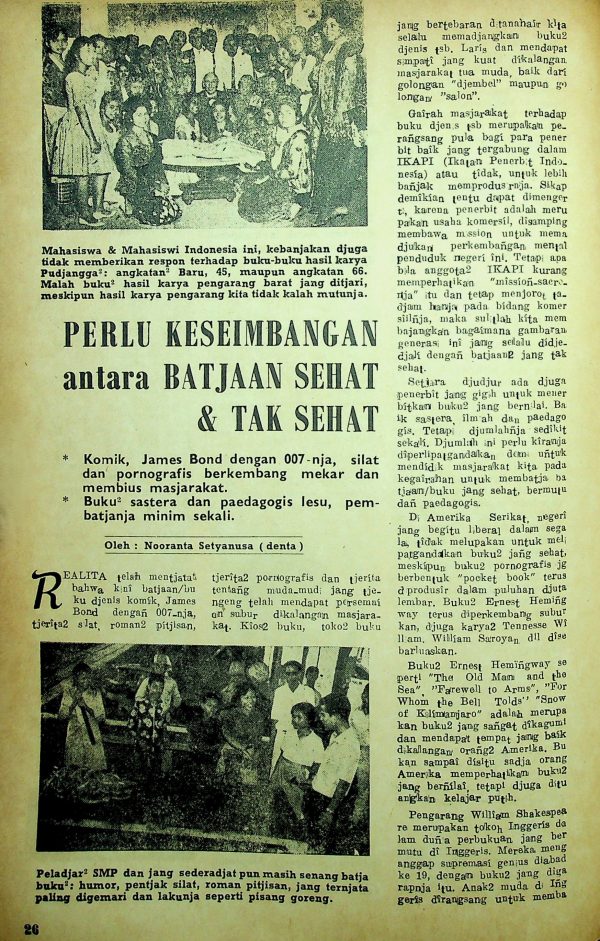 Mahasiswa & Mahasiswi Indonesia ini, kebanjakan djuga
tidak memberikan respon terhadap buku-buku hasil karya
Pudjangga²: angkatan² Baru, 45, maupun angkatan 66.
Malah buku² hasil karya pengarang barat jang ditjari,
meskipun hasil karya pengarang kita tidak kalah mutunja.
PERLU KESEIMBANGAN
antara BATJAAN SEHAT
& TAK SEHAT
* Komik, James Bond dengan 007-nja, silat
dan pornografis berkembang mekar dan
membius masjarakat.
* Buku² sastera dan paedagogis lesu, pem-
batjanja minim sekali.
Oleh : Nooranta Setyanusa ( denta )
REALITA telah mentjatat
bahwa kini batjaan/bu
ku djenis komik, James
Bond dengañ 007-nja,
tjerita2 silat, roman2 pitjisan,
tjerita2 pornografis dan tjerita
tentañg muda-mudi jang tje-
ngeng telah mendapat persemai
an subur dikalangan masjara-
kat. Kios2 buku, toko2 buku
jang bertebaran ditanahair kita
selalu memadjangkan buku2
djenis tsb. Laris dan mendapat
simpati jang kuat dikalangan
masjarakat tua muda, baik dari
golongan "djembel" maupun go
longan "salon".
Gairah masjarakat terhadap
buku djenis tsb merupakan pe-
rañgsang pula bagi para pener
bit baik jang tergabung dalam
IKAPI (Ikatan Penerbit Indo-
nesia) atau tidak, untuk lebih
bañjak memprodusirnja. Sikap
demikian tentu dapat dimenger
ti, karena penerbit adalah meru
pakan usaha komersil, disamping
membawa mission untuk mema
djukan perkembangan mental
penduduk negeri ini. Tetapi apa
bila anggota2 IKAPI kurang
memperhatikan "mission-sacre-
nja" itu dan tetap menjorot ta-
djam hanja pada bidang komer
siilnja, maka sulitlah kita mem
bajangkan bagaimana gambaran
generasi ini jang selalu didje-
djali dengañ batjaan2 jang tak
sehat.
Setjara djudjur ada djuga
penerbit jang gigih untuk mener
bitkan buku2 jang bernilai. Ba
ik sastera, ilmiah dan paedago
gis. Tetapi djumlahnja sedikit
sekali. Djumlah ini perlu kiranja
diperlipatgandakan demi uñtuk
mendidik masjarakat kita pada
kegairahan untuk membatja ba
tjaan/buku jang sehat, bermutu
dañ paedagogis.
Di Amerika Serikat, negeri
jang begitu liberal dalam sega
la, tidak melupakan untuk meli
patgandakan buku2 jang sehat,
meskipun buku2 pornografis jg
berbentuk "pocket book" terus
diprodusir dalam puluhan djuta
lembar. Buku2 Ernest Heming
way terus diperkembang subur
kan, djuga karya2 Tennesse Wi
lliam, William Saroyan dll dise
barluaskan.
Buku2 Ernest Hemiñgway se
perti "The Old Man and the
Sea", "Farewell to Arms", "For
Whom the Bell Tolds" "Snow
of Kilimanjaro" adalah merupa
kan buku2 jang sañgat dikagumi
dan mendapat tempat jang baik
dikalañgan orañg2 Amerika. Bu
kan sampai disitu sadja orang
Amerika memperhatikan buku2
jang berñilai, tetapi djuga ditu
angkan kelajar putih.
Pengarang William Shakespea
re merupakan tokoh Inggeris da
lam duñia perbukuan jang ber
mutu di Inggeris. Mereka meng
anggap supremasi genius diabad
ke 19, dengan buku2 jang diga
rapnja itu. Anak2 muda di Iñg
geris dirangsang untuk memba
Peladjar² SMP dan jang sederadjat pun masih senang batja
buku²: humor, pentjak silat, roman pitjisan, jang ternjata
paling digemari dan lakunja seperti pisang goreng.
26